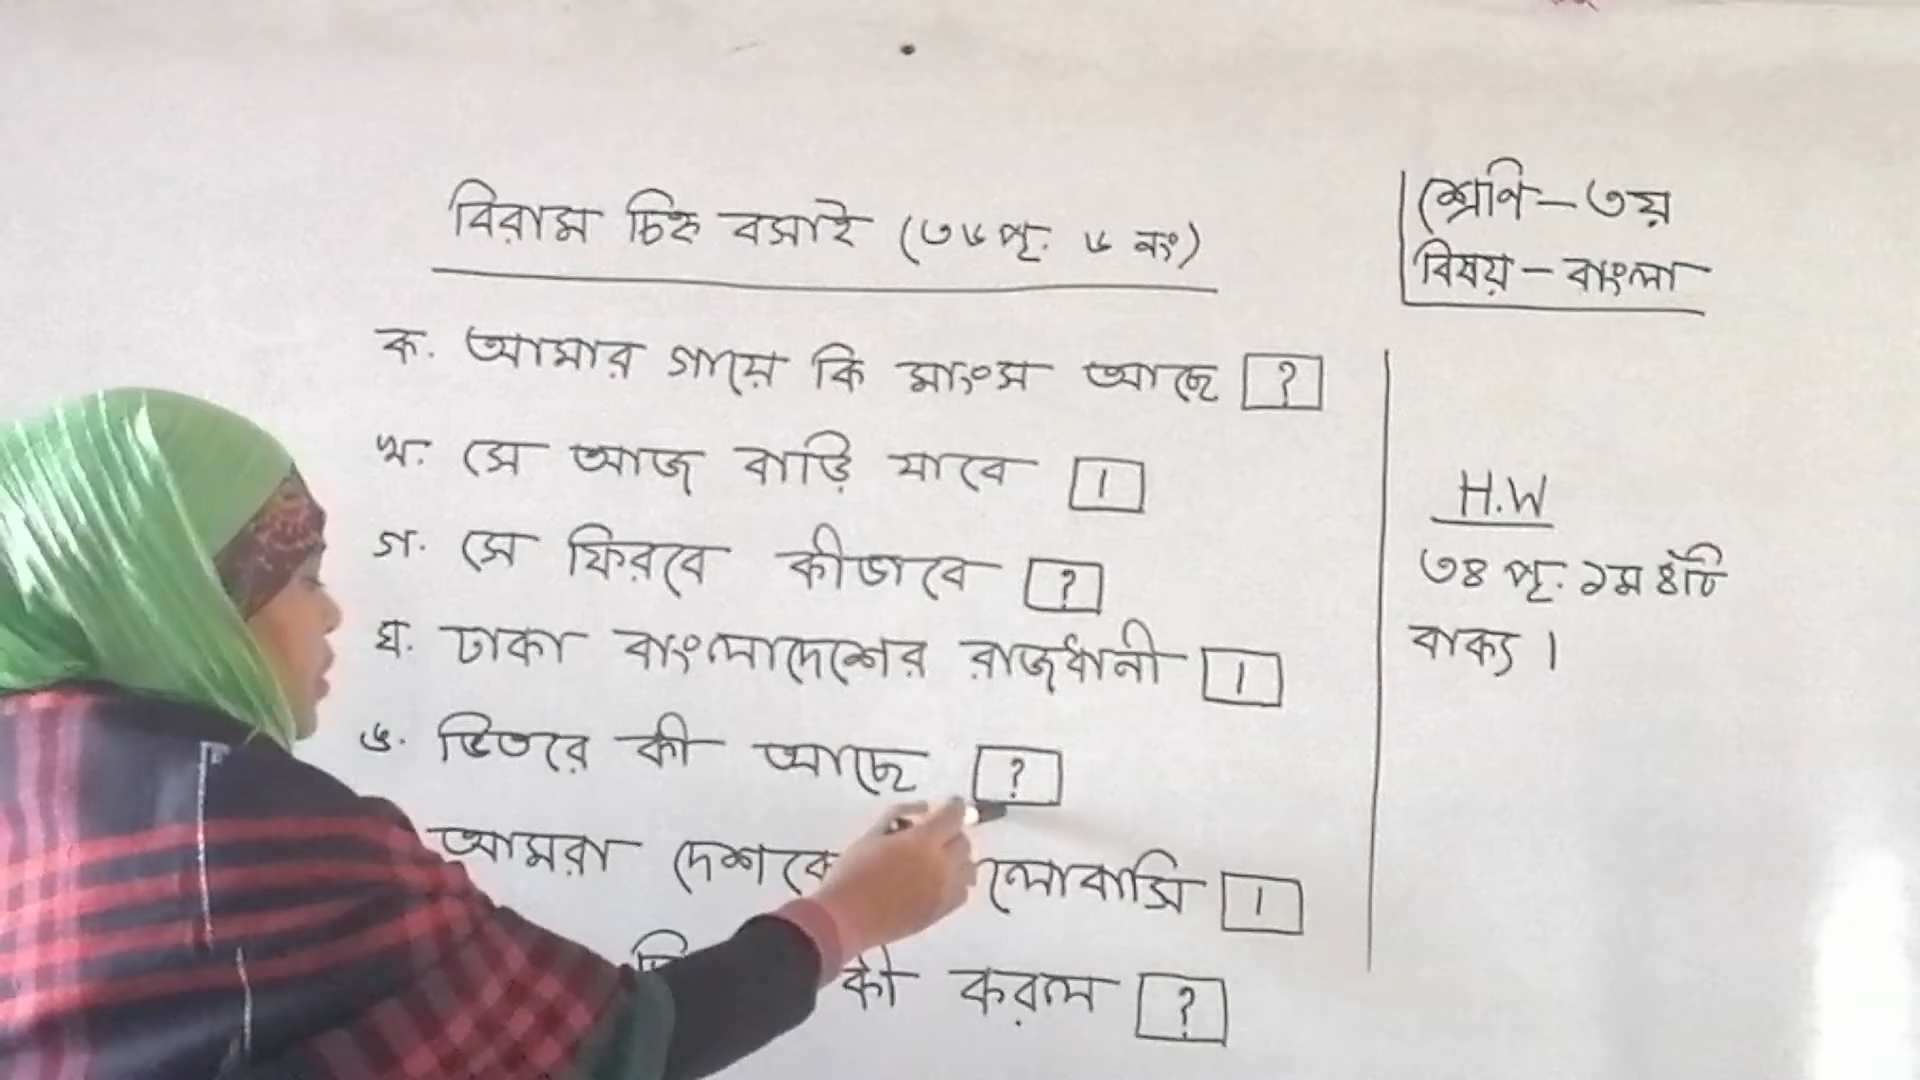 বিরাম চিহ্ন বসাই (৩৬পৃ: ৬ নং)
ক. আমার গায়ে কি মাংস আছে ?
খ. সে আজ বাড়ি যাবে ।
গ. সে ফিরবে কীভাবে ?
ঘ. ঢাকা বাংলাদেশের রাজধানী ।
ঙ. ভিতরে কী আছে ?
আমরা দেশকে লোবাসি ।
কী করল ?
শ্রেণি - ৩য়
বিষয় - বাংলা
H.W
৩৪ পৃ: ১ম ৪টি
বাক্য ।